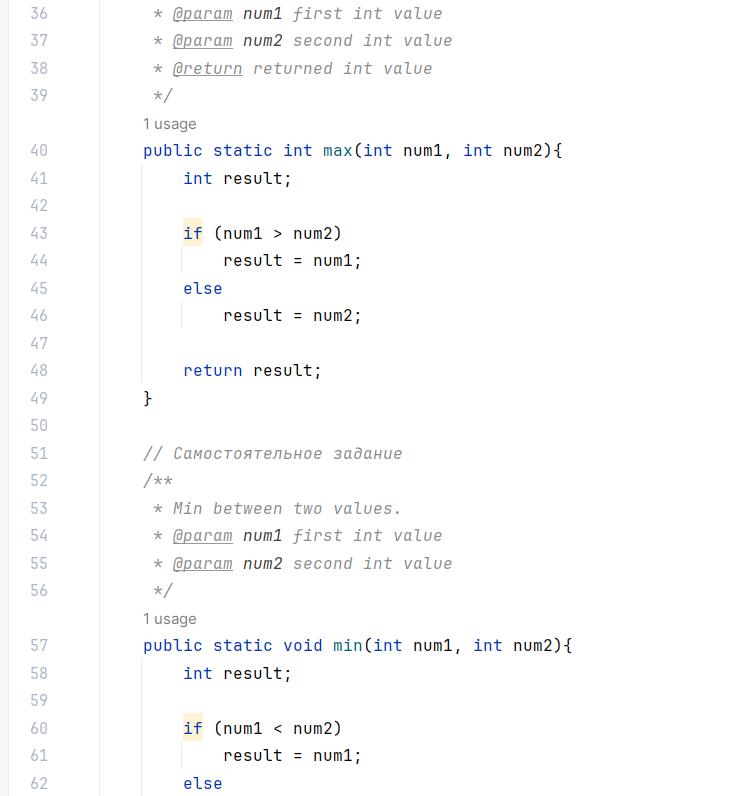 36 * @param num1 first int value
37 * @param num2 second int value
38 * @return returned int value
39 */
1 usage
40 public static int max(int num1, int num2){
41 int result;
42
43 if (num1 > num2)
44 result = num1;
45 else
46 result = num2;
47
48 return result;
49 }
50
51 // Самостоятельное задание
52 /**
53 * Min between two values.
54 * @param num1 first int value
55 * @param num2 second int value
56 */
1 usage
57 public static void min(int num1, int num2){
58 int result;
59
60 if (num1 < num2)
61 result = num1;
62 else